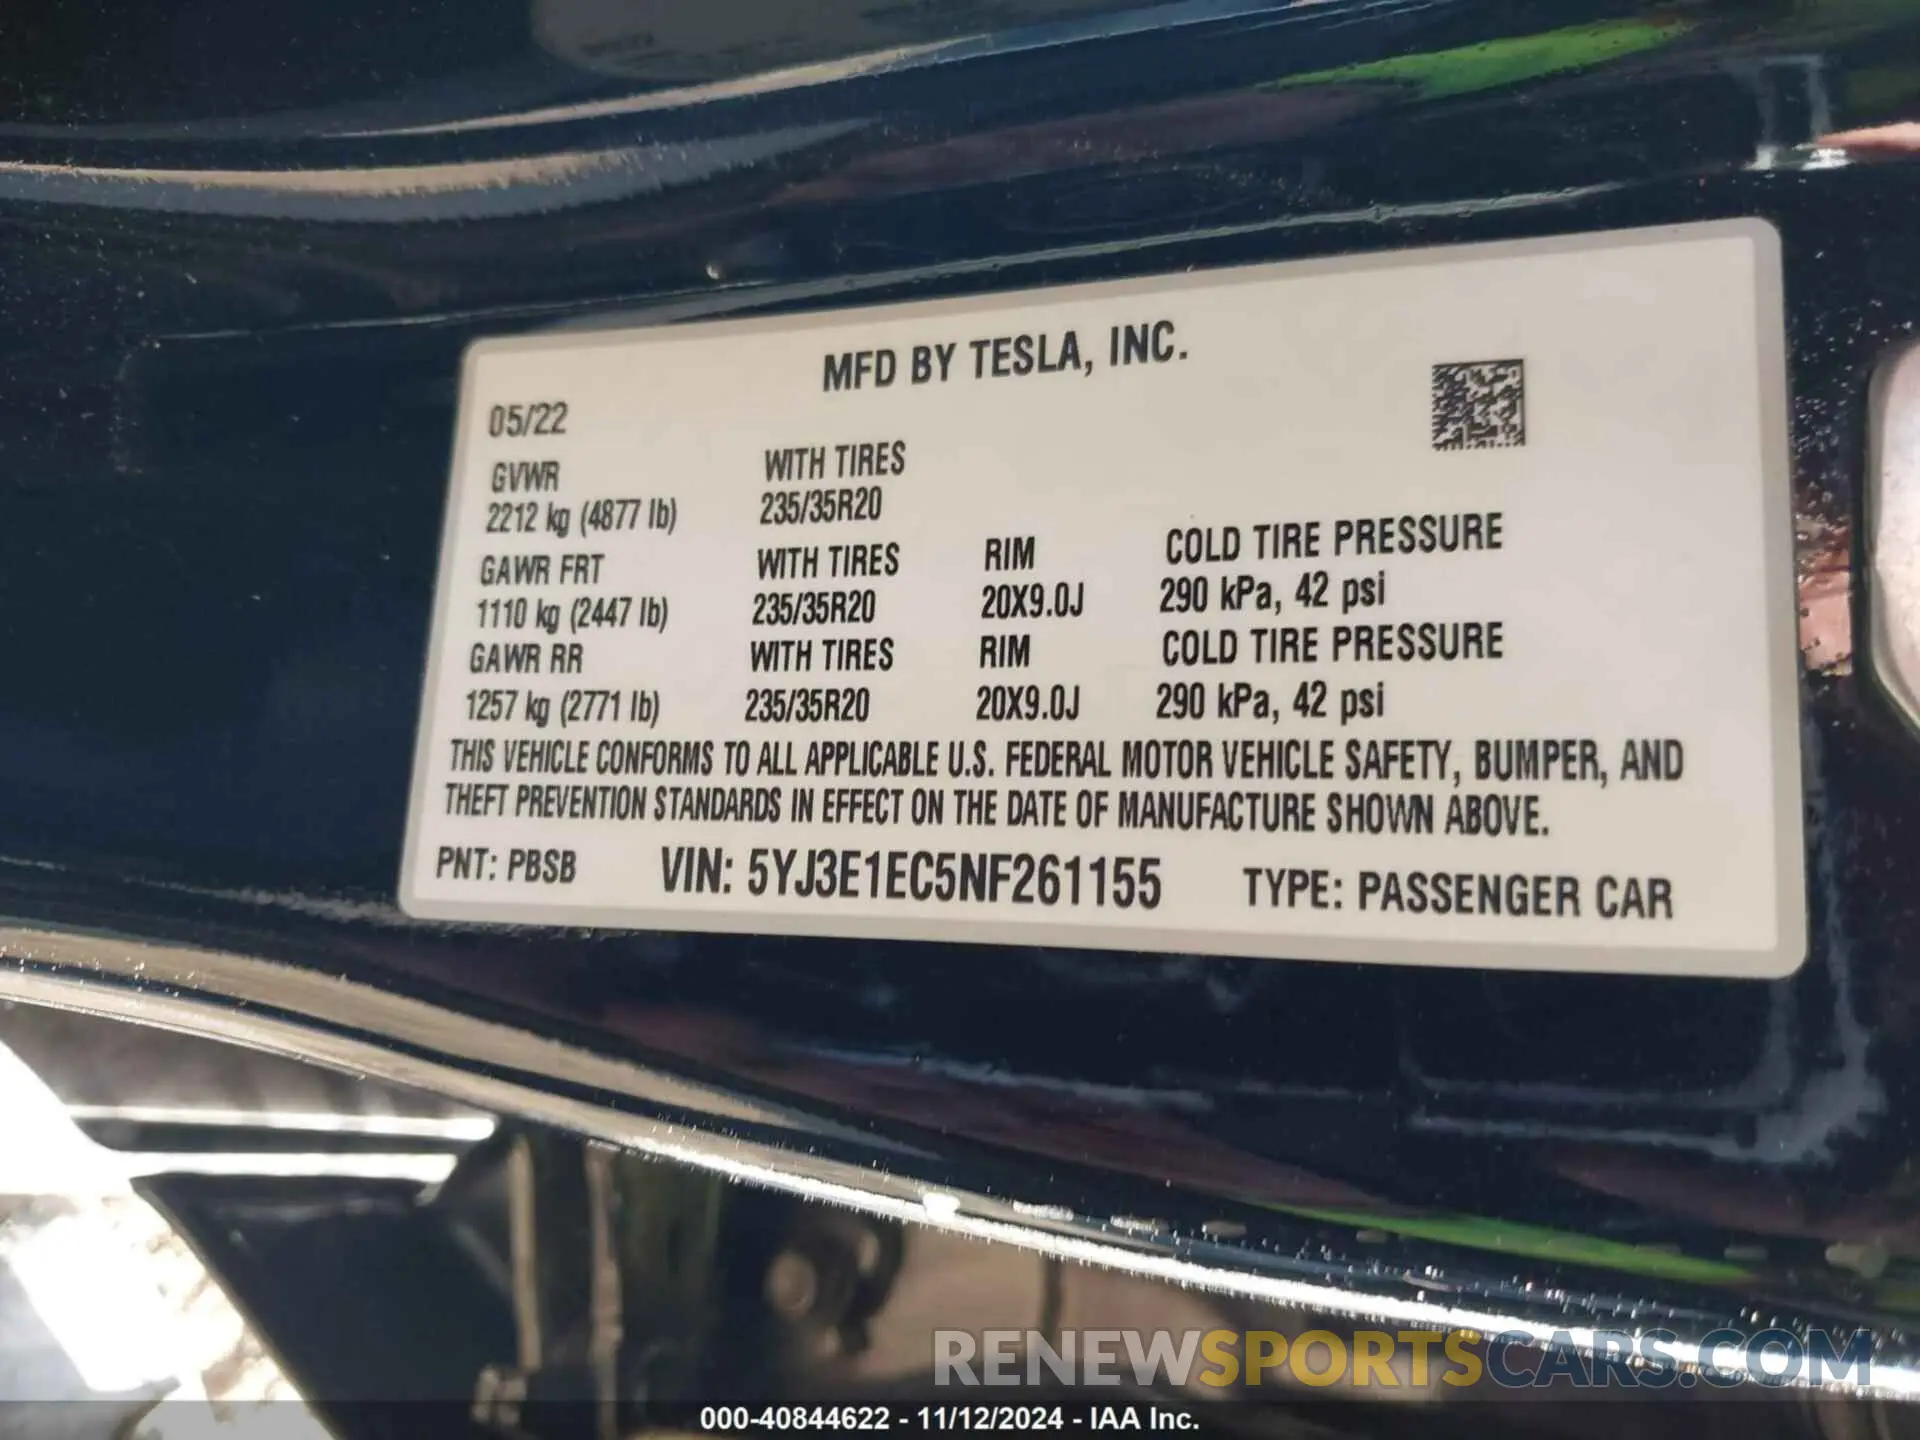 MFD BY TESLA, INC.
05/22
GVWR WITH TIRES
2212 kg (4877 lb) 235/35R20
GAWR FRT WITH TIRES RIM COLD TIRE PRESSURE
1110 kg (2447 lb) 235/35R20 20X9.0J 290 kPa, 42 psi
GAWR RR WITH TIRES RIM COLD TIRE PRESSURE
1257 kg (2771 lb) 235/35R20 20X9.0J 290 kPa, 42 psi
THIS VEHICLE CONFORMS TO ALL APPLICABLE U.S. FEDERAL MOTOR VEHICLE SAFETY, BUMPER, AND
THEFT PREVENTION STANDARDS IN EFFECT ON THE DATE OF MANUFACTURE SHOWN ABOVE.
PNT: PBSB VIN: 5YJ3E1EC5NF261155 TYPE: PASSENGER CAR
RENEWSPORTSCARS.COM
000-40844622 - 11/12/2024 - IAA Inc.